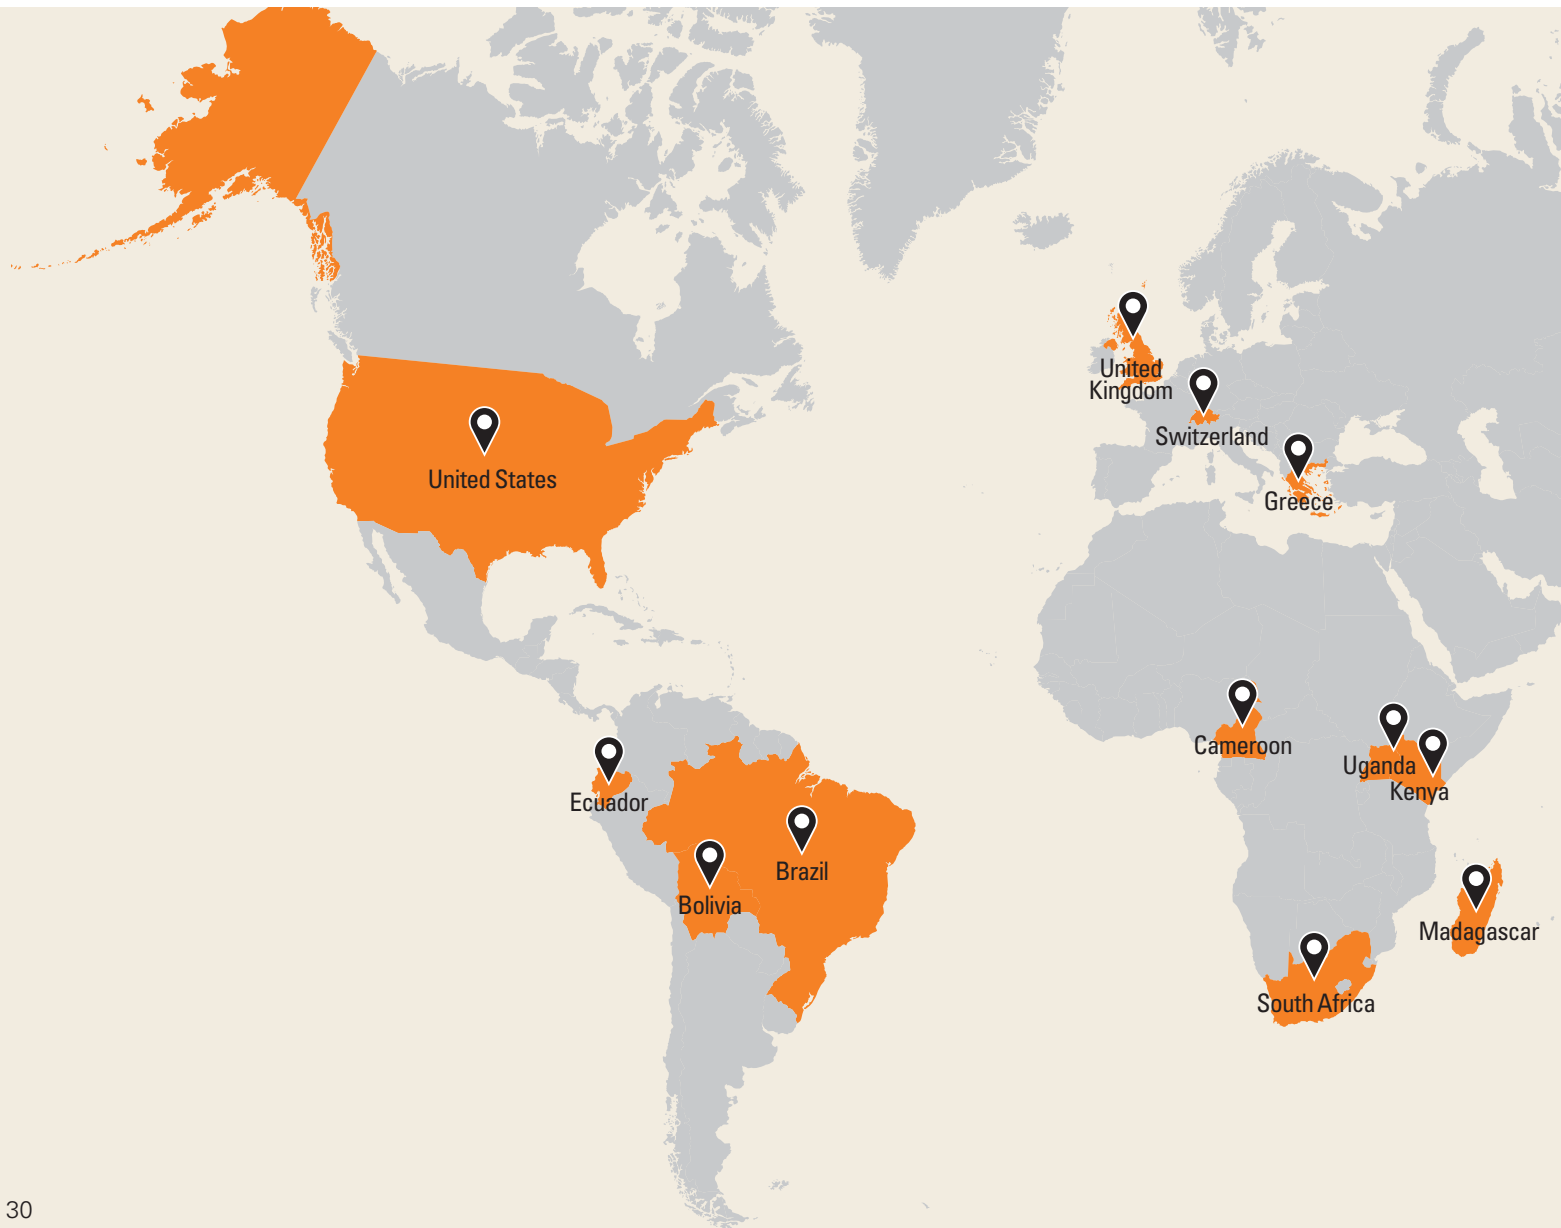 United
Kingdom
Switzerland
United States
Greece
Cameroon
Uganda
Kenya
Ecuador
Brazil
Bolivia
Madagascar
South Africa
30